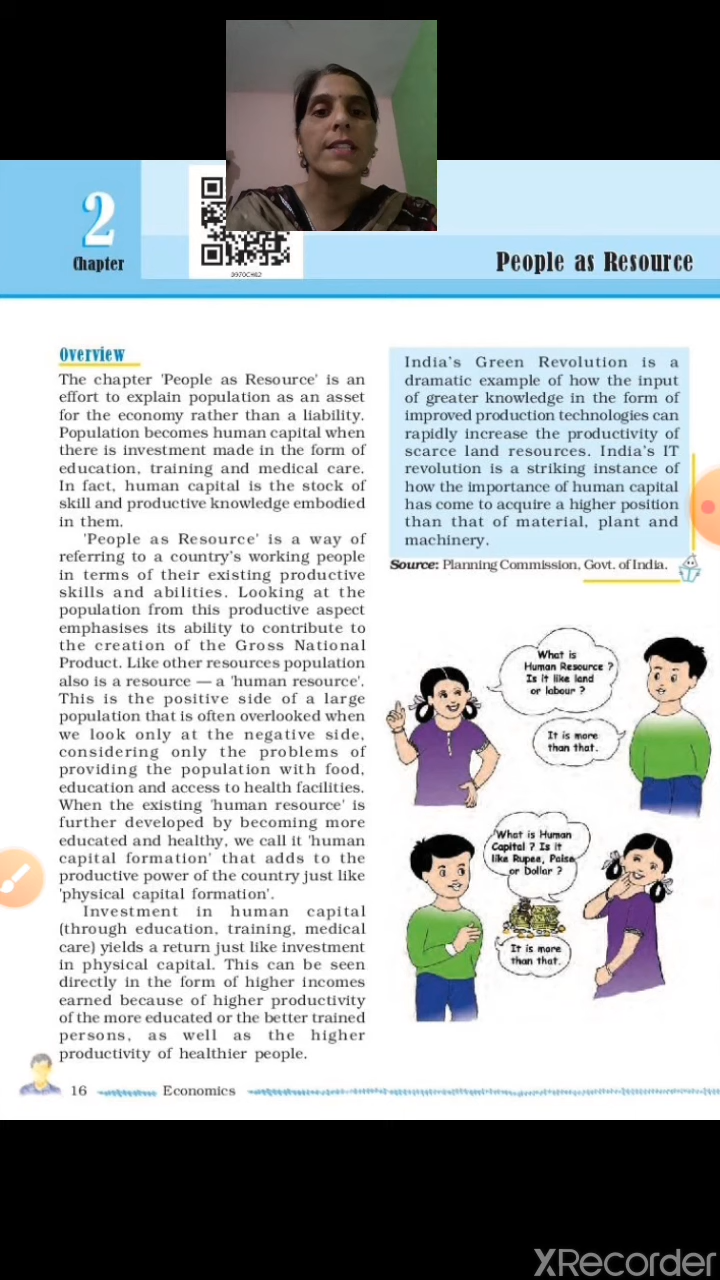 2
Chapter
0970CH02
People as Resource
Overview
The chapter 'People as Resource' is an
effort to explain population as an asset
for the economy rather than a liability.
Population becomes human capital when
there is investment made in the form of
education, training and medical care.
In fact, human capital is the stock of
skill and productive knowledge embodied
in them.
'People as Resource' is a way of
referring to a country's working people
in terms of their existing productive
skills and abilities. Looking at the
population from this productive aspect
emphasises its ability to contribute to
the creation of the Gross National
Product. Like other resources population
also is a resource — a 'human resource'.
This is the positive side of a large
population that is often overlooked when
we look only at the negative side,
considering only the problems of
providing the population with food,
education and access to health facilities.
When the existing 'human resource' is
further developed by becoming more
educated and healthy, we call it 'human
capital formation' that adds to the
productive power of the country just like
'physical capital formation'.
Investment in human capital
(through education, training, medical
care) yields a return just like investment
in physical capital. This can be seen
directly in the form of higher incomes
earned because of higher productivity
of the more educated or the better trained
persons, as well as the higher
productivity of healthier people.
India's Green Revolution is a
dramatic example of how the input
of greater knowledge in the form of
improved production technologies can
rapidly increase the productivity of
scarce land resources. India's IT
revolution is a striking instance of
how the importance of human capital
has come to acquire a higher position
than that of material, plant and
machinery.
Source: Planning Commission, Govt. of India.
What is
Human Resource ?
Is it like land
or labour ?
It is more
than that.
What is Human
Capital ? Is it
like Rupee, Paise
or Dollar ?
It is more
than that.
16 Economics
XRecorder